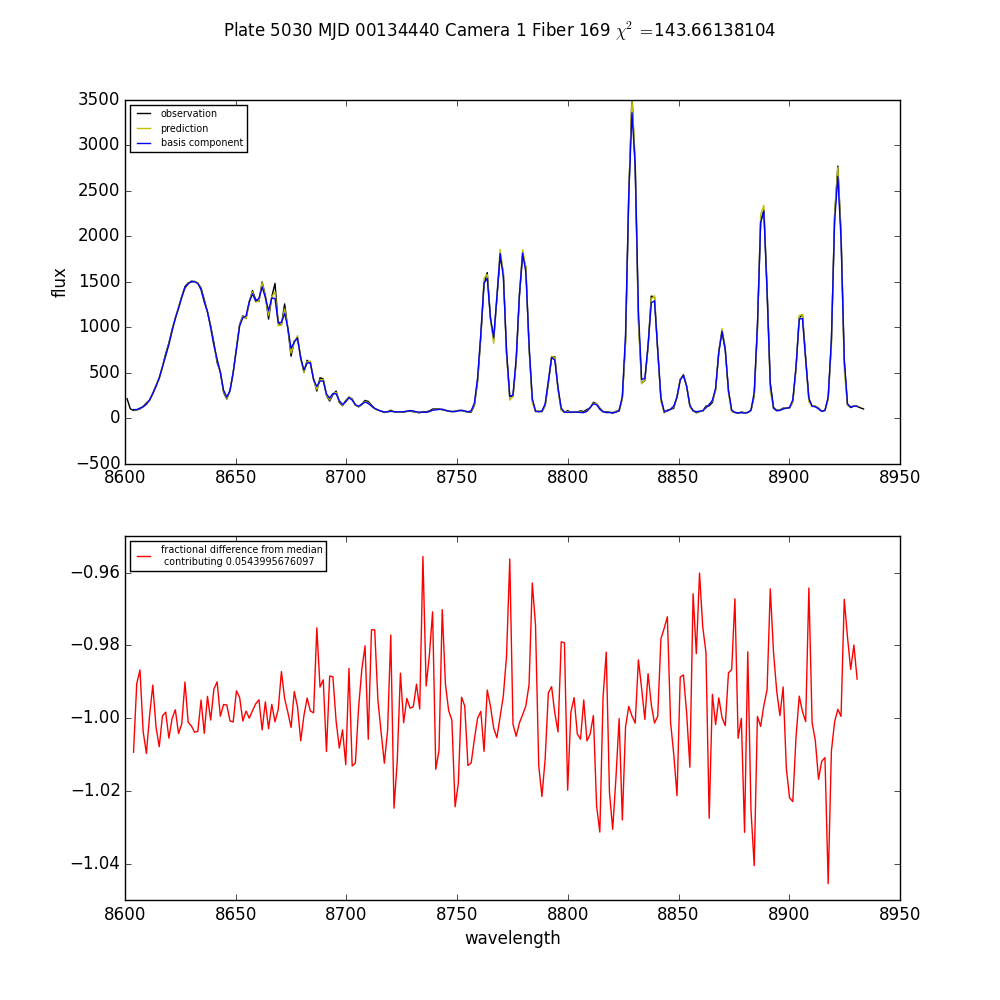 Plate 5030 MJD 00134440 Camera 1 Fiber 169 χ² =143.66138104
3500
3000
2500
2000
1500
1000
500
0
−500
flux
observation
prediction
basis component
8600 8650 8700 8750 8800 8850 8900 8950
−0.96
−0.98
−1.00
−1.02
−1.04
fractional difference from median
contributing 0.0543995676097
8600 8650 8700 8750 8800 8850 8900 8950
wavelength